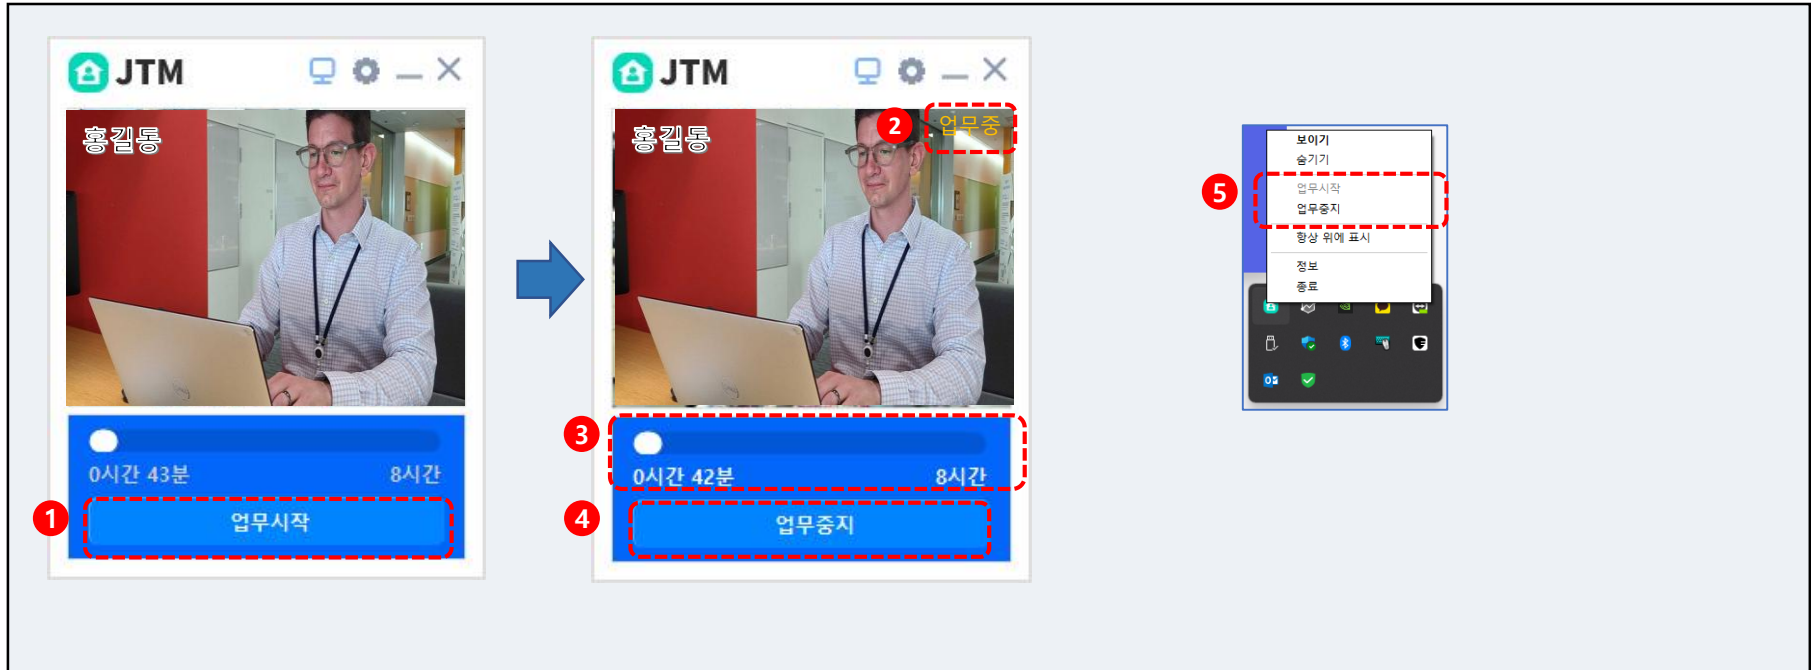 JTM
홍길동
0시간 43분
8시간
1
업무시작
JTM
홍길동
2
업무중
3
0시간 42분
8시간
4
업무중지
5
보이기
숨기기
업무시작
업무중지
항상 위에 표시
정보
종료